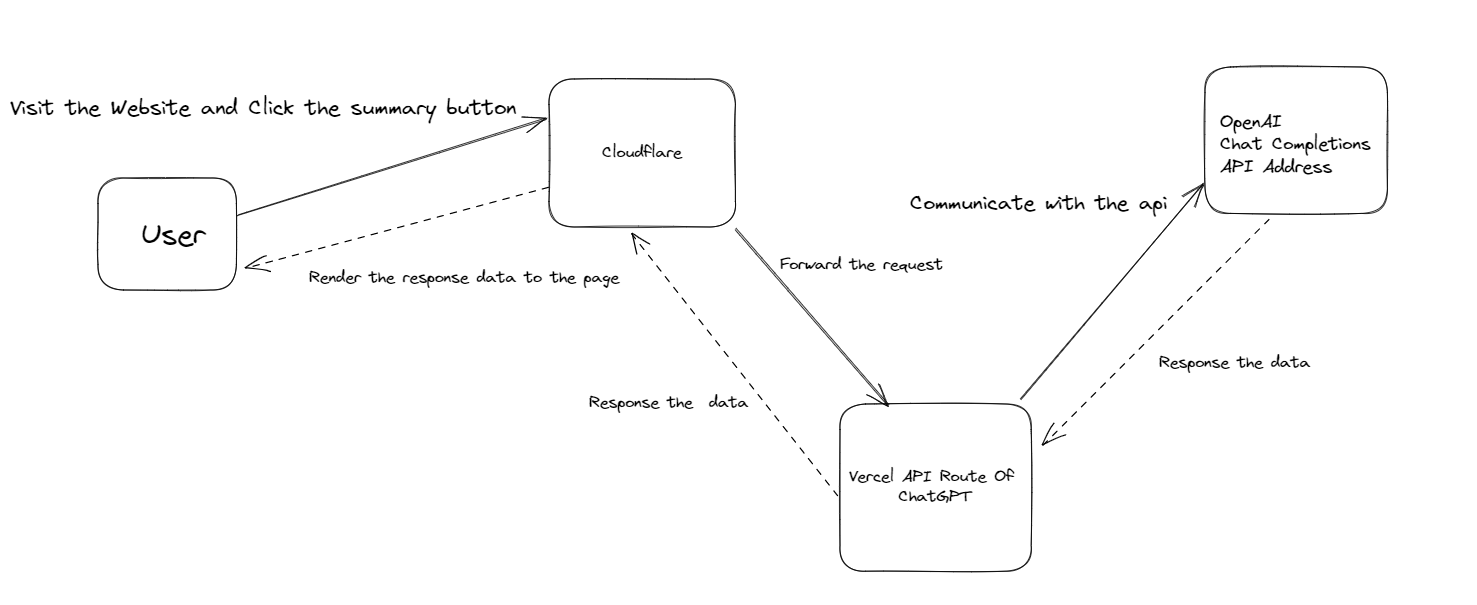 Visit the Website and Click the summary button
Cloudflare
OpenAI
Chat Completions
API Address
Communicate with the api
User
Render the response data to the page
Forward the request
Response the data
Response the data
Vercel API Route Of
ChatGPT